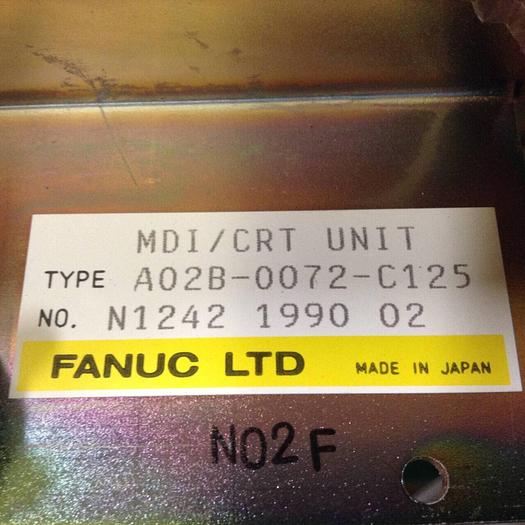 MDI/CRT UNIT
TYPE A02B-0072-C125
NO. N1242 1990 02
FANUC LTD MADE IN JAPAN
N02F